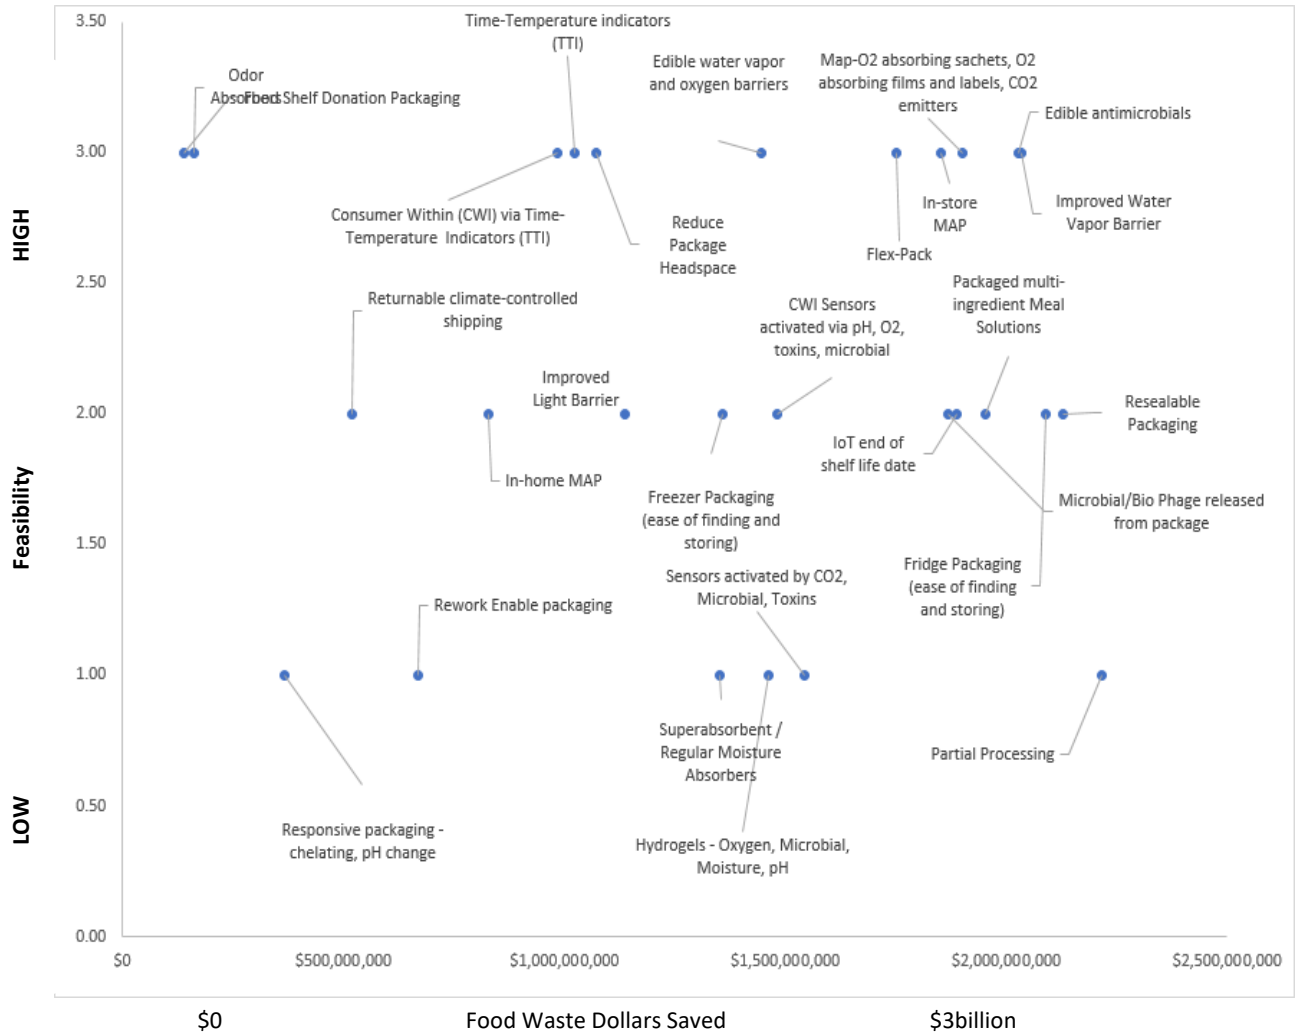 3.50
3.00
2.50
2.00
1.50
1.00
0.50
0.00
HIGH
Feasibility
LOW
Time-Temperature indicators
(TTI)
Odor
Absorbers
Food Shelf Donation Packaging
Edible water vapor
and oxygen barriers
Map-O2 absorbing sachets, O2
absorbing films and labels, CO2
emitters
Edible antimicrobials
Consumer Within (CWI) via Time-
Temperature Indicators (TTI)
Reduce
Package
Headspace
Flex-Pack
In-store
MAP
Improved Water
Vapor Barrier
Returnable climate-controlled
shipping
Improved
Light Barrier
CWI Sensors
activated via pH, O2,
toxins, microbial
Packaged multi-
ingredient Meal
Solutions
Resealable
Packaging
In-home MAP
Freezer Packaging
(ease of finding and
storing)
IoT end of
shelf life date
Microbial/Bio Phage released
from package
Fridge Packaging
(ease of finding
and storing)
Rework Enable packaging
Sensors activated by CO2,
Microbial, Toxins
Responsive packaging -
chelating, pH change
Superabsorbent /
Regular Moisture
Absorbers
Hydrogels - Oxygen, Microbial,
Moisture, pH
Partial Processing
$0
$500,000,000
$1,000,000,000
$1,500,000,000
$2,000,000,000
$2,500,000,000
$0
Food Waste Dollars Saved
$3billion